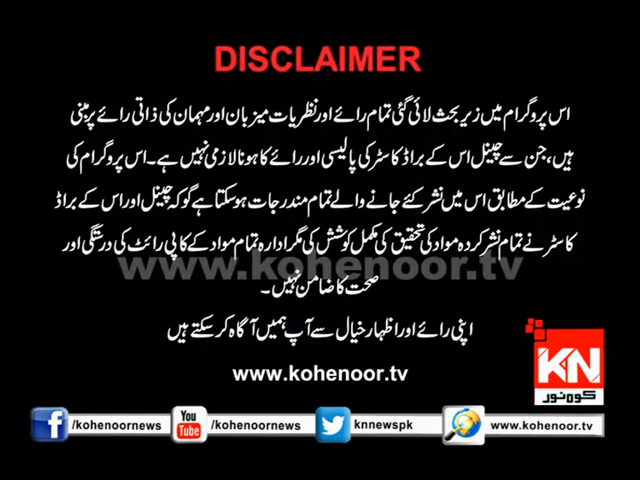 DISCLAIMER
اس پروگرام میں زیر بحث لائی گئی تمام رائے اور نظریات میزبان اور مہمان کی ذاتی رائے پر مبنی
ہیں، جن سے چینل اس کے براڈ کاسٹر کی پالیسی اور رائے کا ہونا لازمی نہیں ہے۔ اس پروگرام کی
نوعیت کے مطابق اس میں نشر کئے جانے والے تمام مندرجات ہو سکتا ہے گو کہ چینل اور اس کے براڈ
کاسٹر نے تمام نشر کردہ مواد کی تحقیق کی مکمل کوشش کی مگر ادارہ تمام مواد کے کاپی رائٹ کی درستگی اور
www.kohenoor.tv
صحت کا ضامن نہیں۔
اپنی رائے اور اظہار خیال سے آپ ہمیں آگاہ کر سکتے ہیں
www.kohenoor.tv
KN
کوہ نور
f /kohenoornews
You Tube /kohenoornews
knnewspk
www.kohenoor.tv